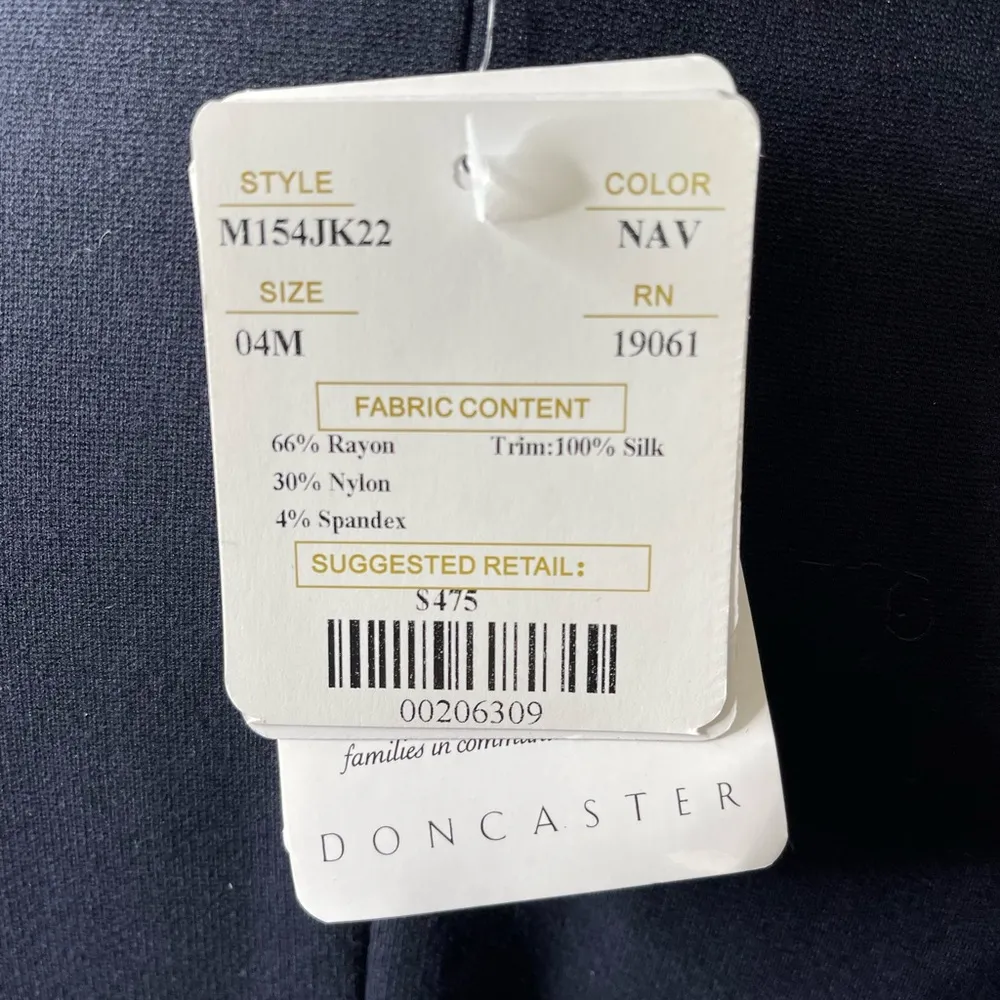 STYLE COLOR
M154JK22 NAV
SIZE RN
04M 19061
FABRIC CONTENT
66% Rayon Trim:100% Silk
30% Nylon
4% Spandex
SUGGESTED RETAIL:
$475
00206309
families in
DONCASTER